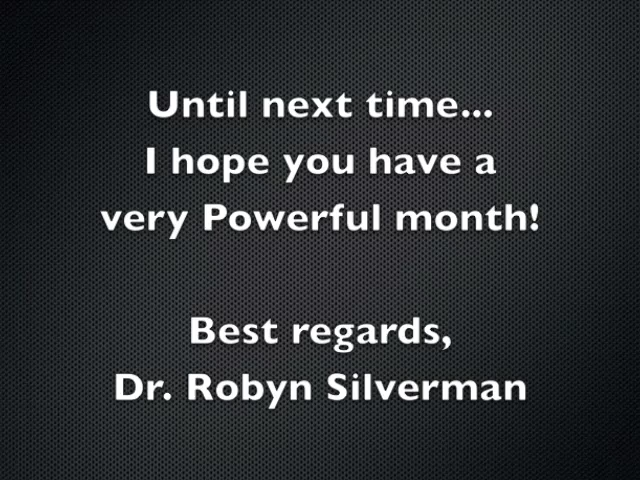 Until next time...
I hope you have a
very Powerful month!
Best regards,
Dr. Robyn Silverman